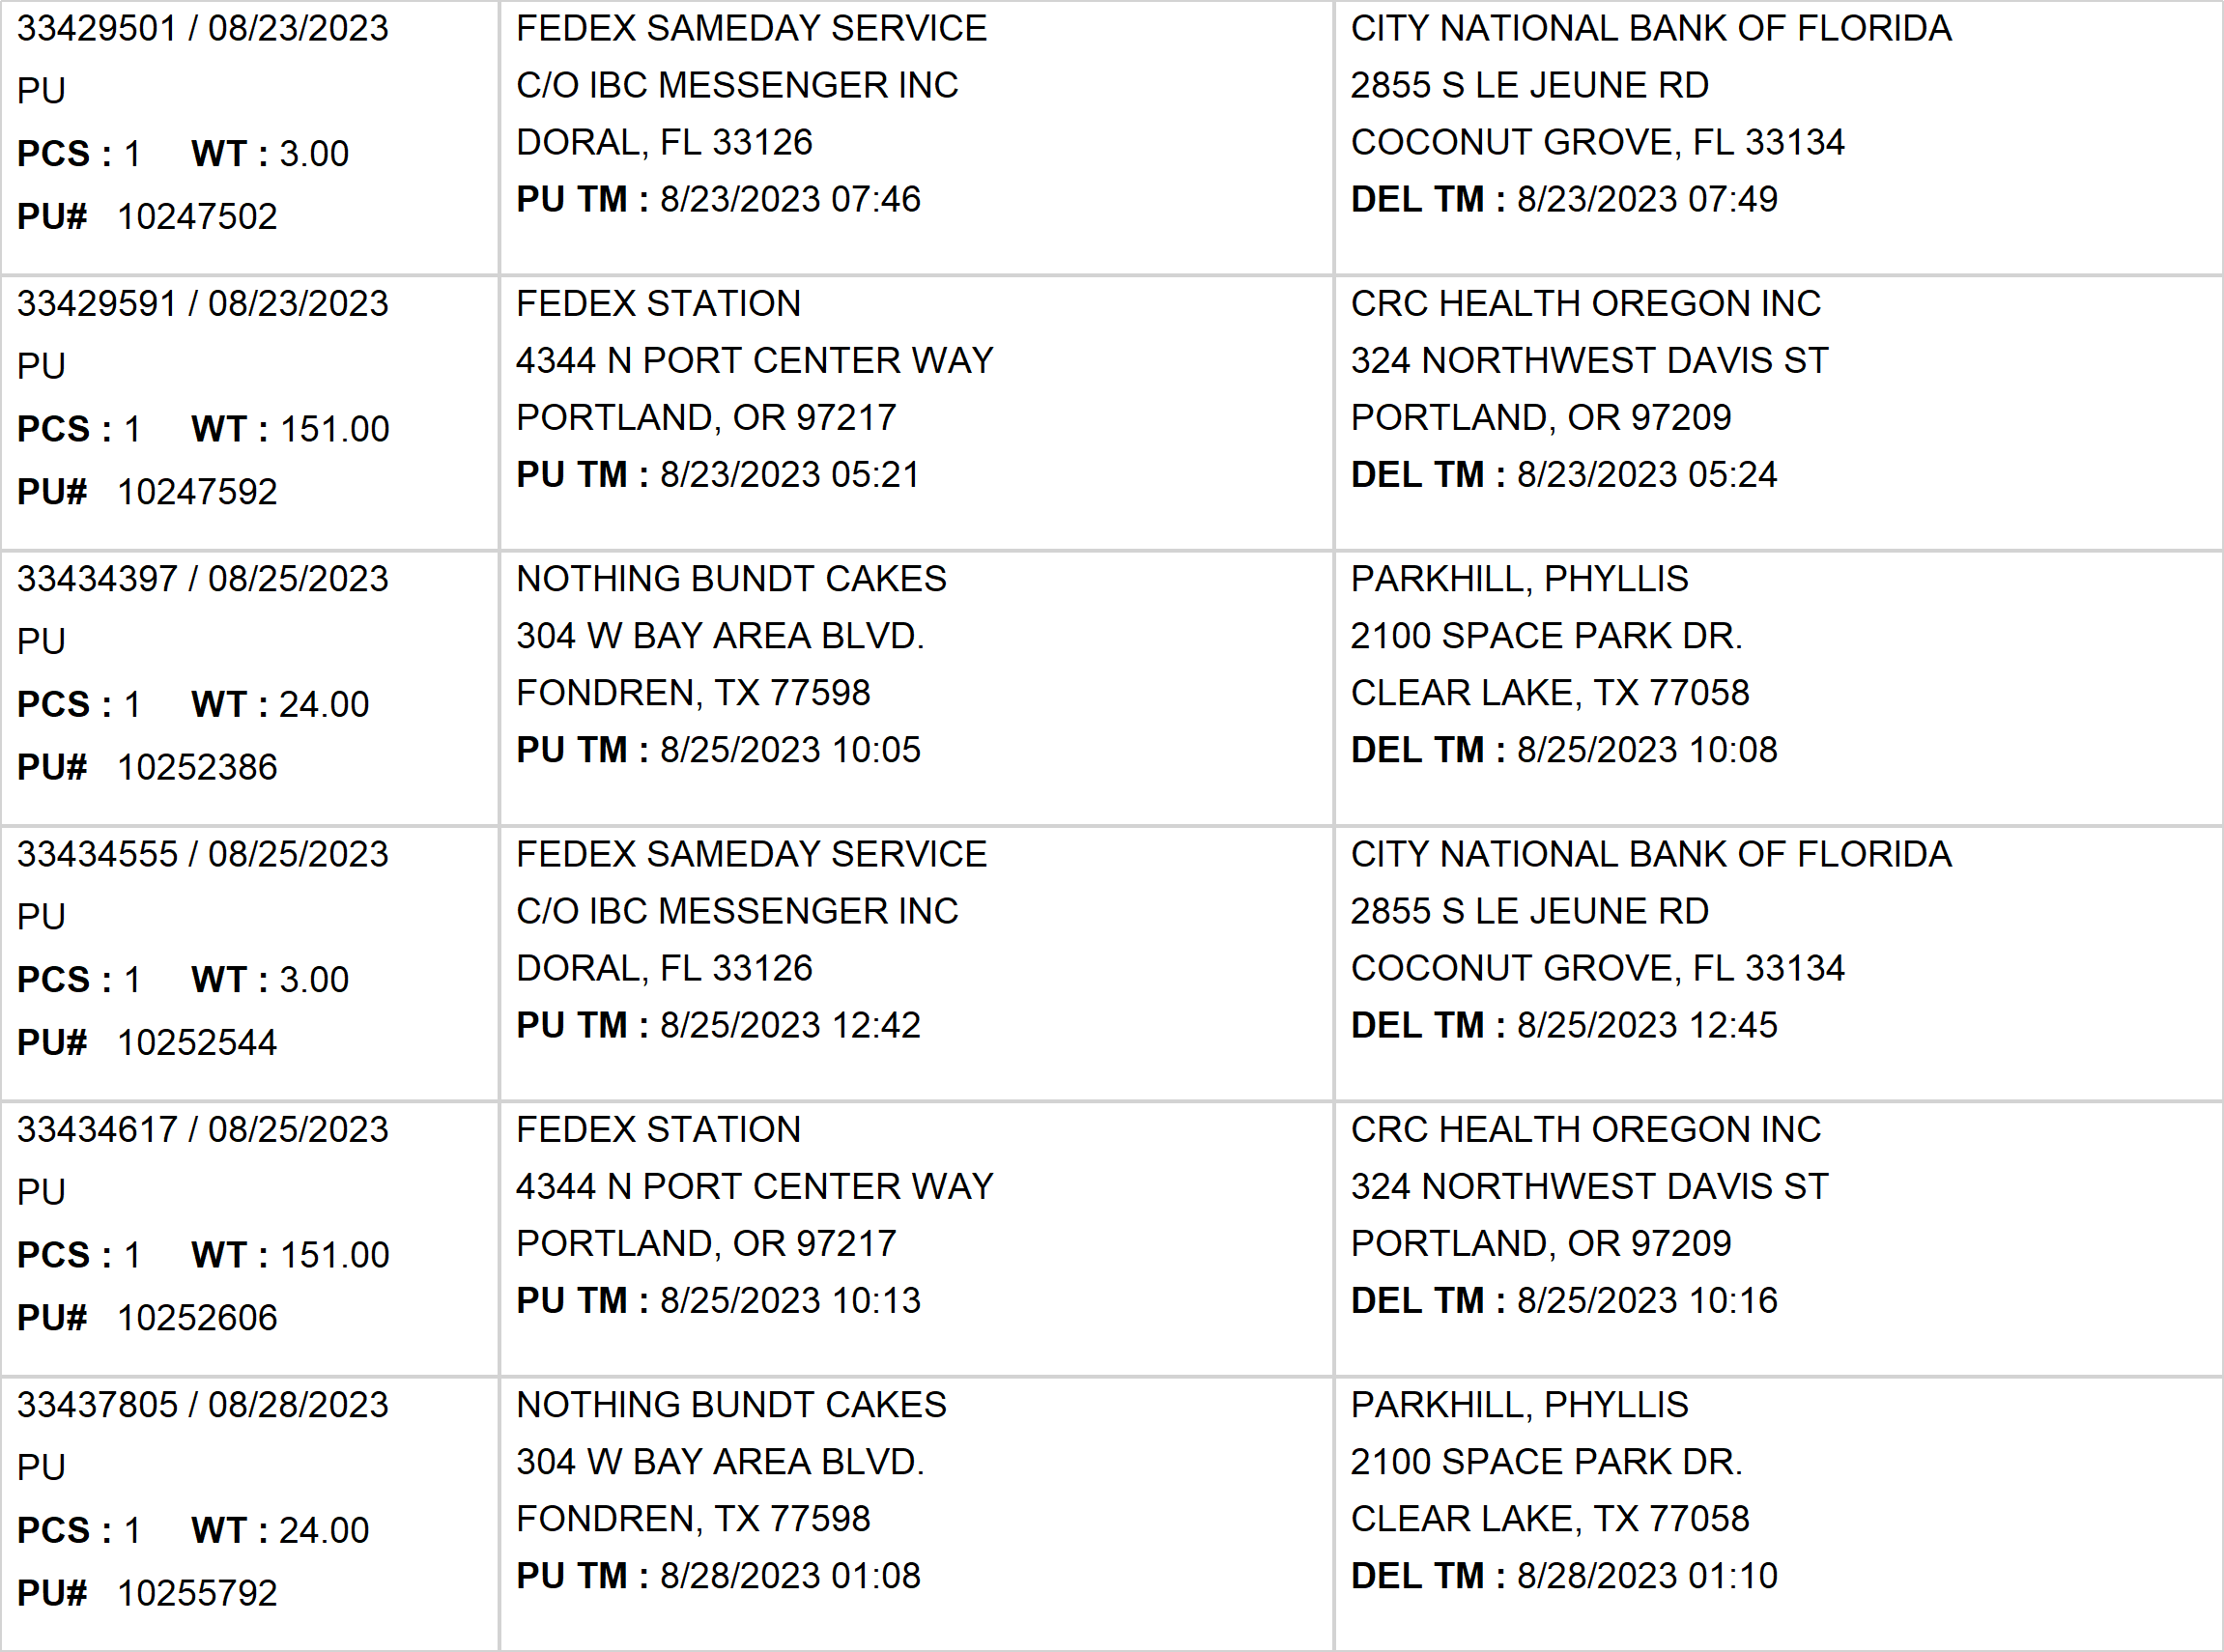 33429501 / 08/23/2023
PU
PCS : 1 WT : 3.00
PU# 10247502
FEDEX SAMEDAY SERVICE
C/O IBC MESSENGER INC
DORAL, FL 33126
PU TM : 8/23/2023 07:46
CITY NATIONAL BANK OF FLORIDA
2855 S LE JEUNE RD
COCONUT GROVE, FL 33134
DEL TM : 8/23/2023 07:49
33429591 / 08/23/2023
PU
PCS : 1 WT : 151.00
PU# 10247592
FEDEX STATION
4344 N PORT CENTER WAY
PORTLAND, OR 97217
PU TM : 8/23/2023 05:21
CRC HEALTH OREGON INC
324 NORTHWEST DAVIS ST
PORTLAND, OR 97209
DEL TM : 8/23/2023 05:24
33434397 / 08/25/2023
PU
PCS : 1 WT : 24.00
PU# 10252386
NOTHING BUNDT CAKES
304 W BAY AREA BLVD.
FONDREN, TX 77598
PU TM : 8/25/2023 10:05
PARKHILL, PHYLLIS
2100 SPACE PARK DR.
CLEAR LAKE, TX 77058
DEL TM : 8/25/2023 10:08
33434555 / 08/25/2023
PU
PCS : 1 WT : 3.00
PU# 10252544
FEDEX SAMEDAY SERVICE
C/O IBC MESSENGER INC
DORAL, FL 33126
PU TM : 8/25/2023 12:42
CITY NATIONAL BANK OF FLORIDA
2855 S LE JEUNE RD
COCONUT GROVE, FL 33134
DEL TM : 8/25/2023 12:45
33434617 / 08/25/2023
PU
PCS : 1 WT : 151.00
PU# 10252606
FEDEX STATION
4344 N PORT CENTER WAY
PORTLAND, OR 97217
PU TM : 8/25/2023 10:13
CRC HEALTH OREGON INC
324 NORTHWEST DAVIS ST
PORTLAND, OR 97209
DEL TM : 8/25/2023 10:16
33437805 / 08/28/2023
PU
PCS : 1 WT : 24.00
PU# 10255792
NOTHING BUNDT CAKES
304 W BAY AREA BLVD.
FONDREN, TX 77598
PU TM : 8/28/2023 01:08
PARKHILL, PHYLLIS
2100 SPACE PARK DR.
CLEAR LAKE, TX 77058
DEL TM : 8/28/2023 01:10